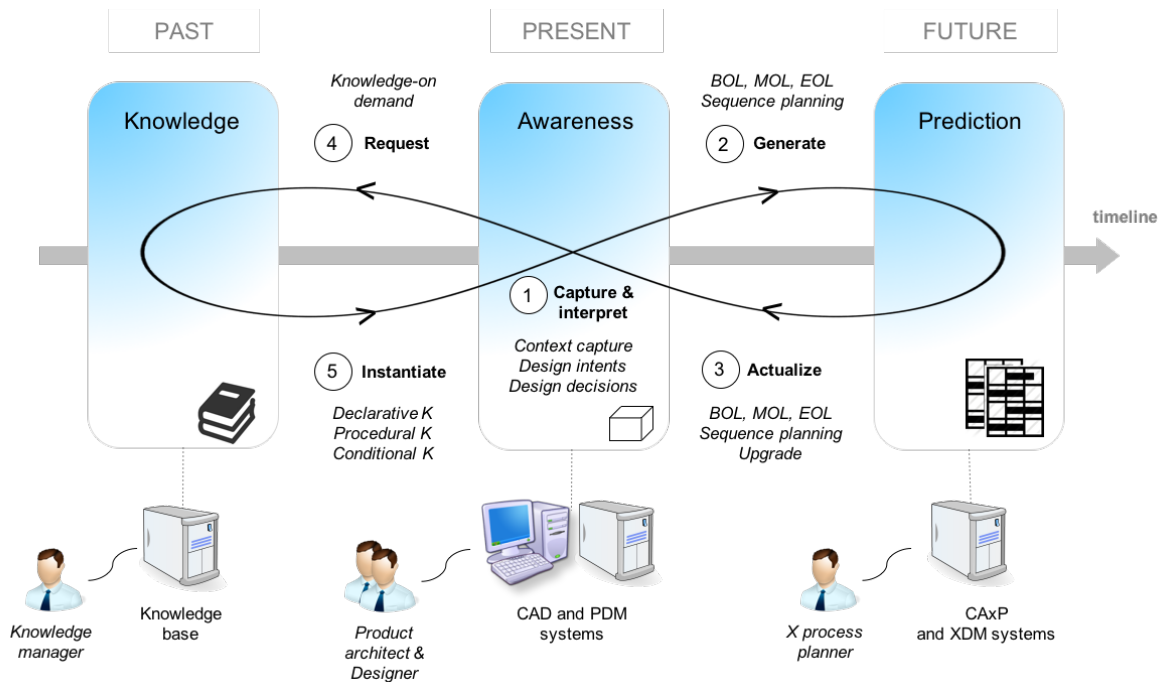 PAST
PRESENT
FUTURE
Knowledge
Knowledge-on
demand
4 Request
Awareness
BOL, MOL, EOL
Sequence planning
2 Generate
Prediction
timeline
1 Capture &
interpret
Context capture
Design intents
Design decisions
5 Instantiate
Declarative K
Procedural K
Conditional K
3 Actualize
BOL, MOL, EOL
Sequence planning
Upgrade
Knowledge
manager
Knowledge
base
Product
architect &
Designer
CAD and PDM
systems
X process
planner
CAxP
and XDM systems